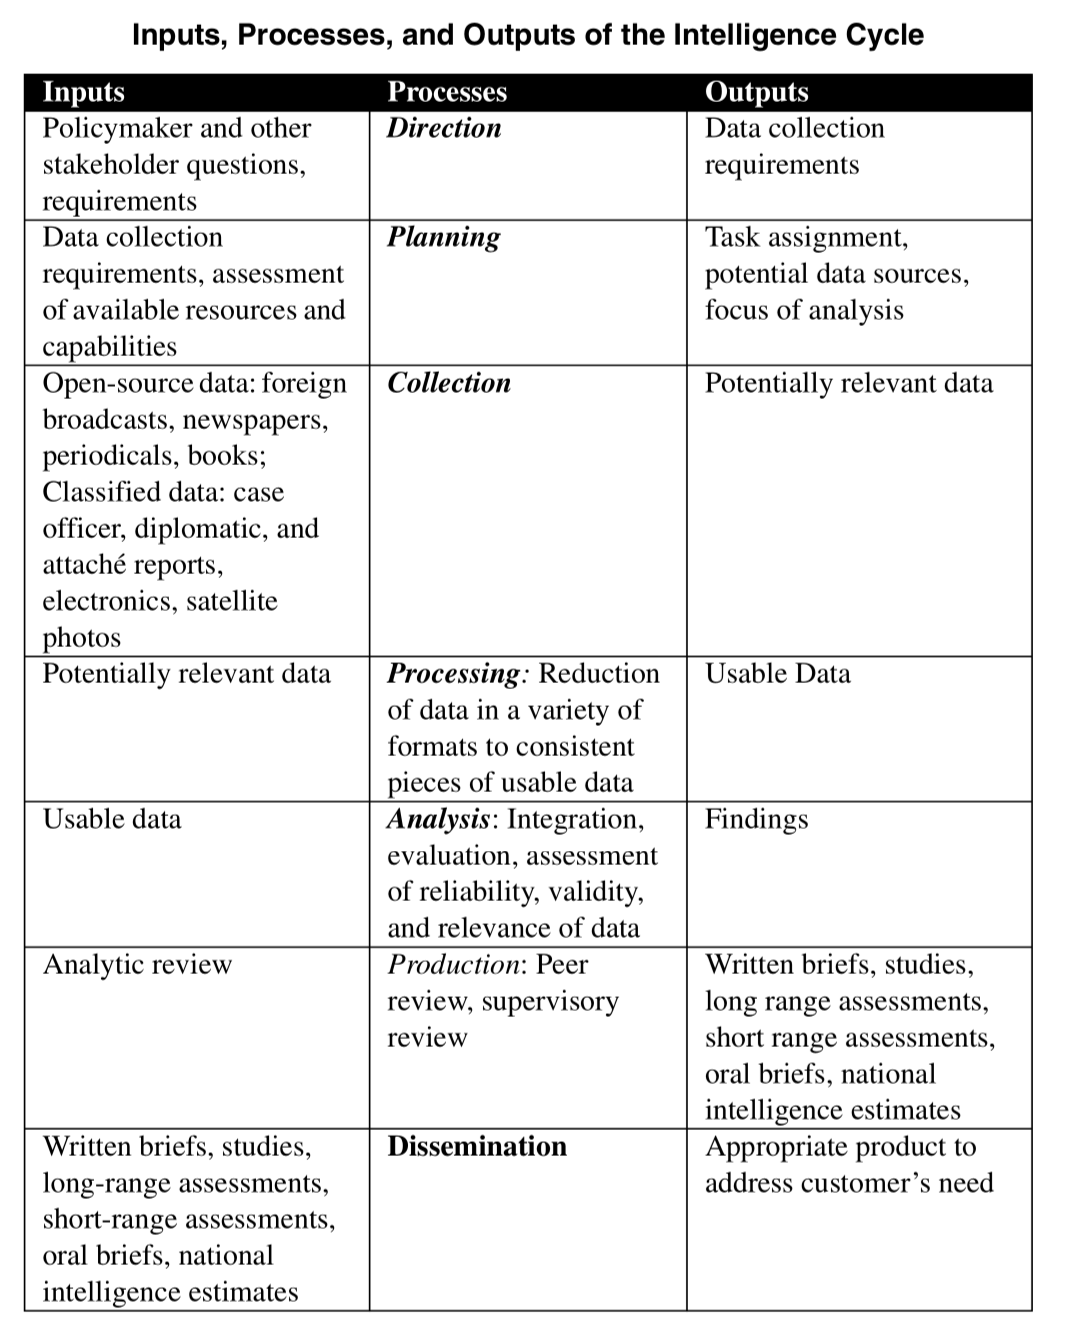 Inputs, Processes, and Outputs of the Intelligence Cycle
Inputs
Processes
Outputs
Policymaker and other
stakeholder questions,
requirements
Direction
Data collection
requirements
Data collection
requirements, assessment
of available resources and
capabilities
Planning
Task assignment,
potential data sources,
focus of analysis
Open-source data: foreign
broadcasts, newspapers,
periodicals, books;
Classified data: case
officer, diplomatic, and
attaché reports,
electronics, satellite
photos
Collection
Potentially relevant data
Potentially relevant data
Processing: Reduction
of data in a variety of
formats to consistent
pieces of usable data
Usable Data
Usable data
Analysis: Integration,
evaluation, assessment
of reliability, validity,
and relevance of data
Findings
Analytic review
Production: Peer
review, supervisory
review
Written briefs, studies,
long range assessments,
short range assessments,
oral briefs, national
intelligence estimates
Written briefs, studies,
long-range assessments,
short-range assessments,
oral briefs, national
intelligence estimates
Dissemination
Appropriate product to
address customer’s need